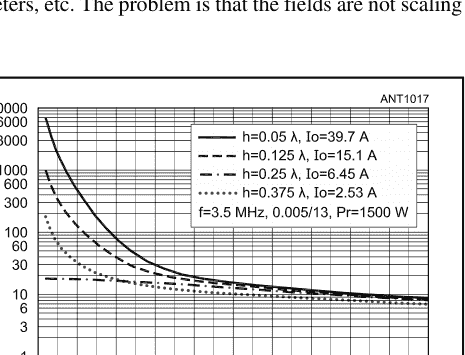 eters, etc. The problem is that the fields are not scaling
ANT1017
0000
6000
3000
1000
600
300
100
60
30
10
6
3
h=0.05 λ, Io=39.7 A
h=0.125 λ, Io=15.1 A
h=0.25 λ, Io=6.45 A
h=0.375 λ, Io=2.53 A
f=3.5 MHz, 0.005/13, Pr=1500 W